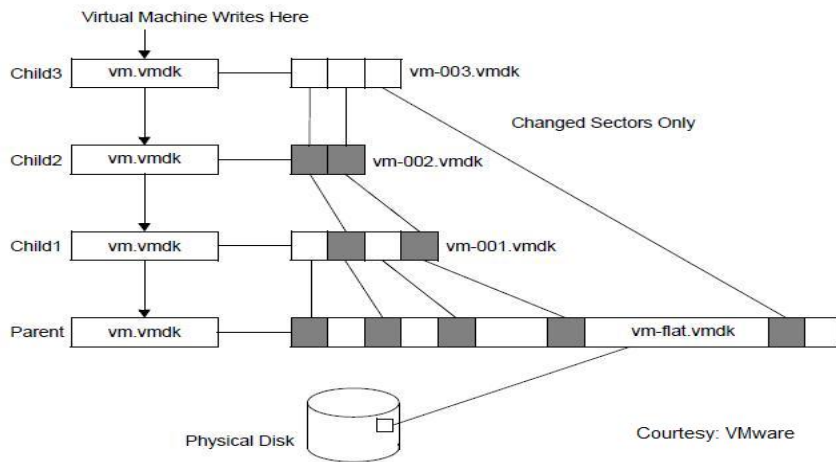 Virtual Machine Writes Here
Child3 vm.vmdk vm-003.vmdk
Changed Sectors Only
Child2 vm.vmdk vm-002.vmdk
Child1 vm.vmdk vm-001.vmdk
Parent vm.vmdk vm-flat.vmdk
Physical Disk
Courtesy: VMware